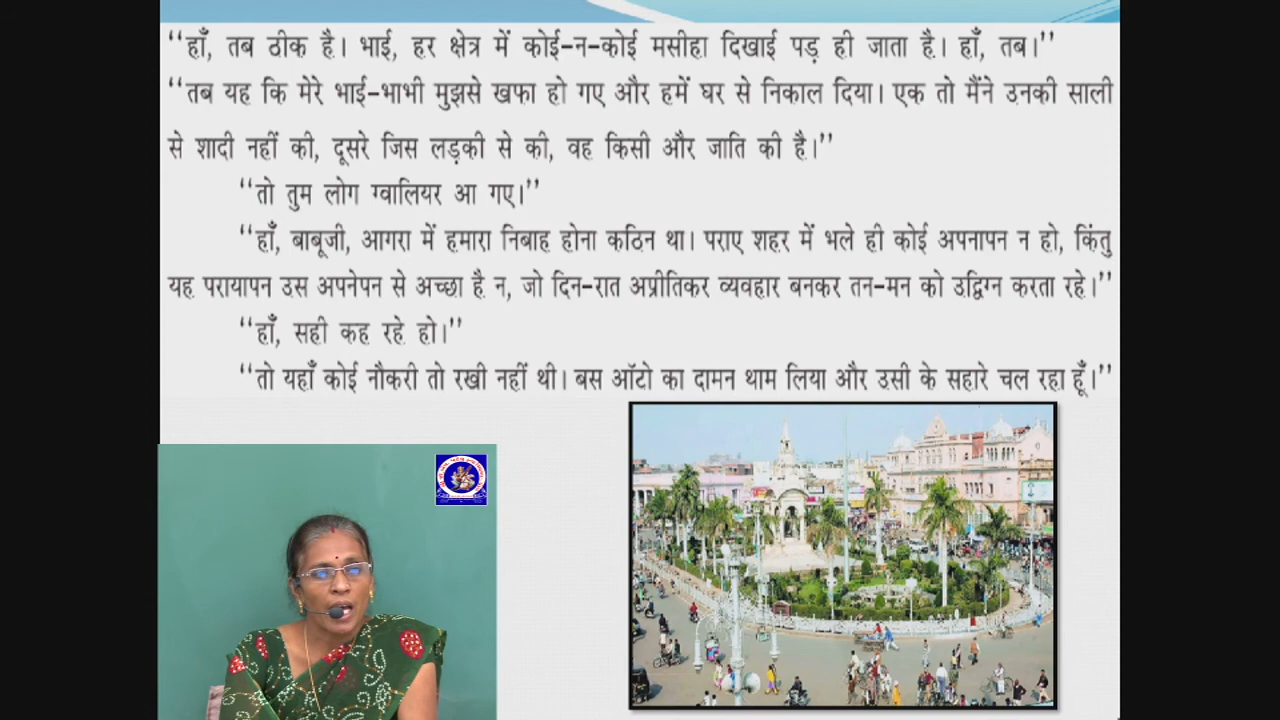 ‘‘हाँ, तब ठीक है। भाई, हर क्षेत्र में कोई-न-कोई मसीहा दिखाई पड़ ही जाता है। हाँ, तब।’’
‘‘तब यह कि मेरे भाई-भाभी मुझसे खफा हो गए और हमें घर से निकाल दिया। एक तो मैंने उनकी साली
से शादी नहीं की, दूसरे जिस लड़की से की, वह किसी और जाति की है।’’
‘‘तो तुम लोग ग्वालियर आ गए।’’
‘‘हाँ, बाबूजी, आगरा में हमारा निबाह होना कठिन था। पराए शहर में भले ही कोई अपनापन न हो, किंतु
यह परायापन उस अपनेपन से अच्छा है न, जो दिन-रात अप्रीतिकर व्यवहार बनकर तन-मन को उद्विग्न करता रहे।’’
‘‘हाँ, सही कह रहे हो।’’
‘‘तो यहाँ कोई नौकरी तो रखी नहीं थी। बस ऑटो का दामन थाम लिया और उसी के सहारे चल रहा हूँ।’’